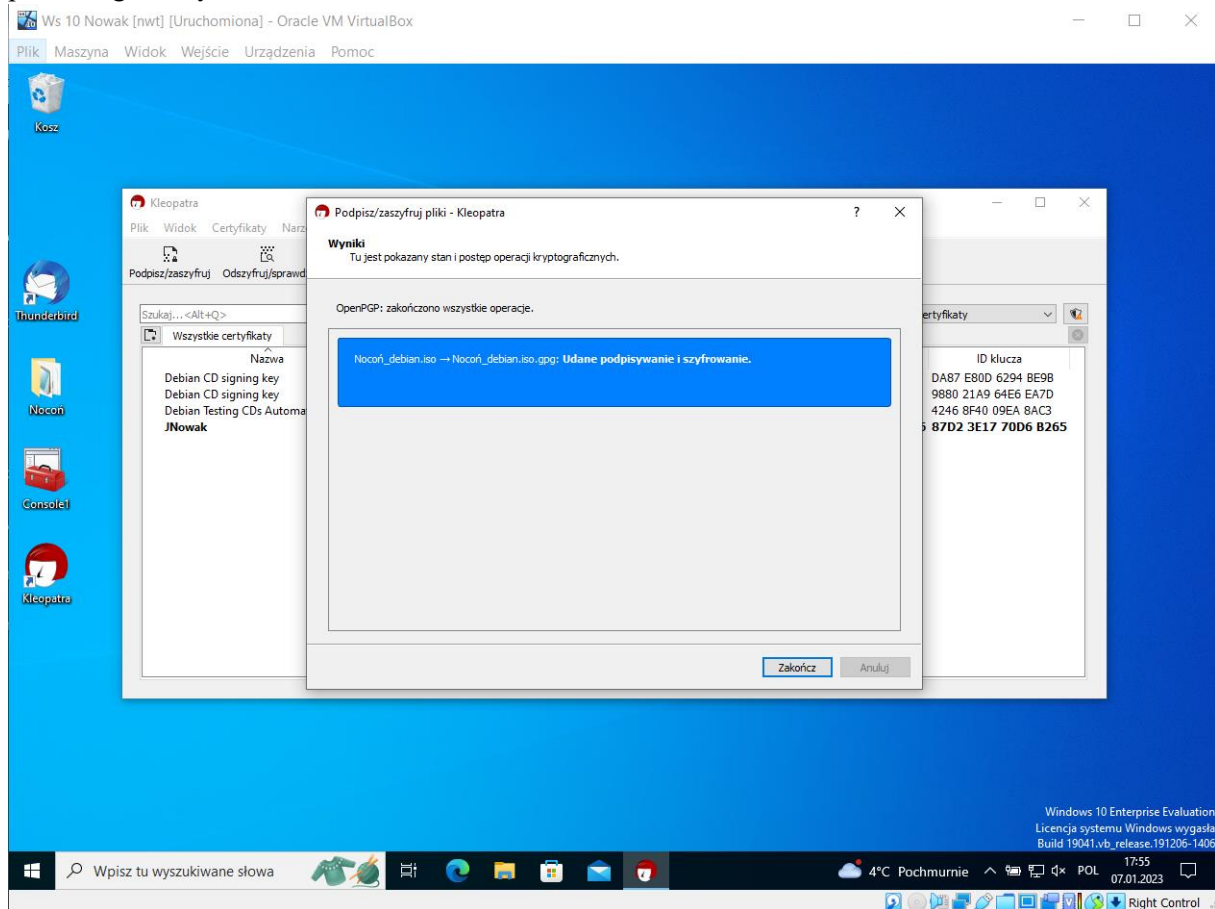 Ws 10 Nowak [nwt] [Uruchomiona] - Oracle VM VirtualBox
Plik Maszyna Widok Wejście Urządzenia Pomoc
Kosz
Kleopatra
Plik Widok Certyfikaty Narz
Podpisz/zaszyfruj Odszyfruj/sprawd
Szukaj...<Alt+Q>
ertyfikaty
Wszystkie certyfikaty
Nazwa
ID klucza
Debian CD signing key
DA87 E80D 6294 BE9B
Debian CD signing key
9880 21A9 64E6 EA7D
Debian Testing CDs Automa
4246 8F40 09EA 8AC3
JNowak
87D2 3E17 70D6 B265
Podpisz/zaszyfruj pliki - Kleopatra
? ×
Wyniki
Tu jest pokazany stan i postęp operacji kryptograficznych.
OpenPGP: zakończono wszystkie operacje.
Nocoń_debian.iso → Nocoń_debian.iso.gpg: Udane podpisywanie i szyfrowanie.
Zakończ Anuluj
Thunderbird
Nocoń
Console1
Kleopatra
Windows 10 Enterprise Evaluation
Licencja systemu Windows wygasła
Build 19041.vb_release.191206-1406
Wpisz tu wyszukiwane słowa
4°C Pochmurnie
POL
17:55
07.01.2023
Right Control